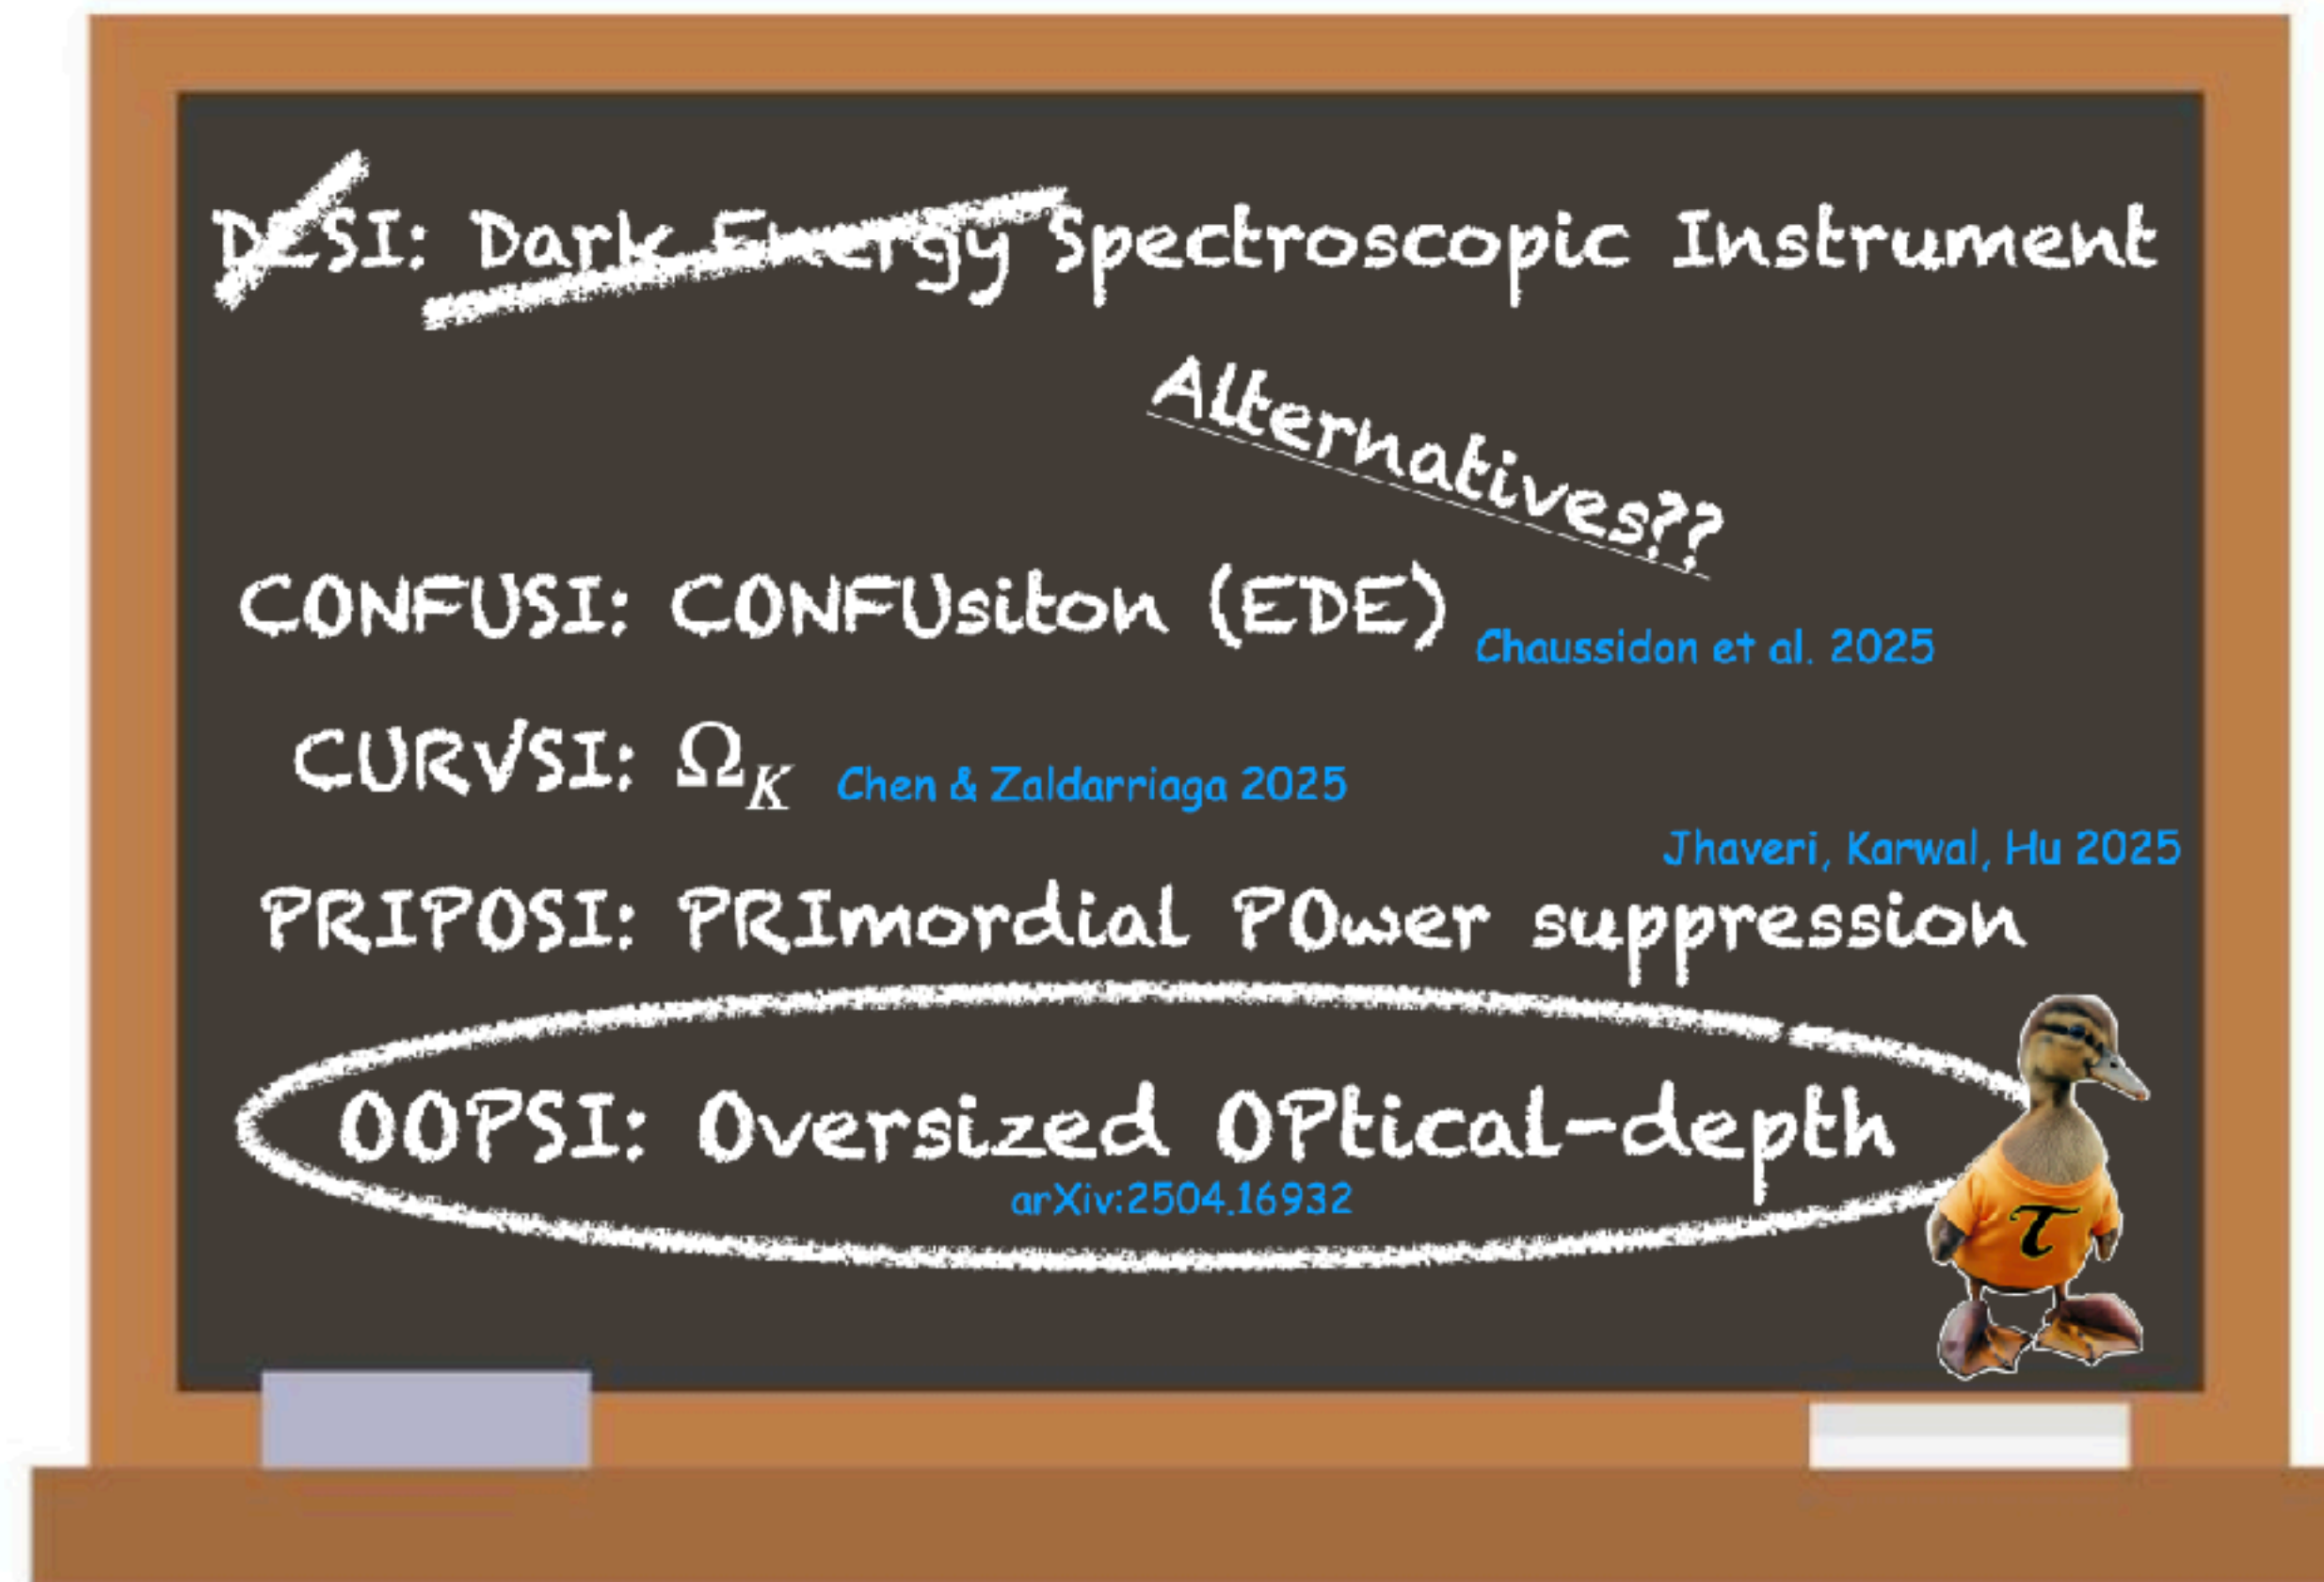 DESI: Dark Energy Spectroscopic Instrument
Alternatives??
CONFUSI: CONFUsiton (EDE) Chaussidon et al. 2025
CURVSI: Ω_K Chen & Zaldarriaga 2025
Jhaveri, Karwal, Hu 2025
PRIPOSI: PRImordial POwer suppression
OOPSI: Oversized OPtical-depth
arXiv:2504.16932
τ